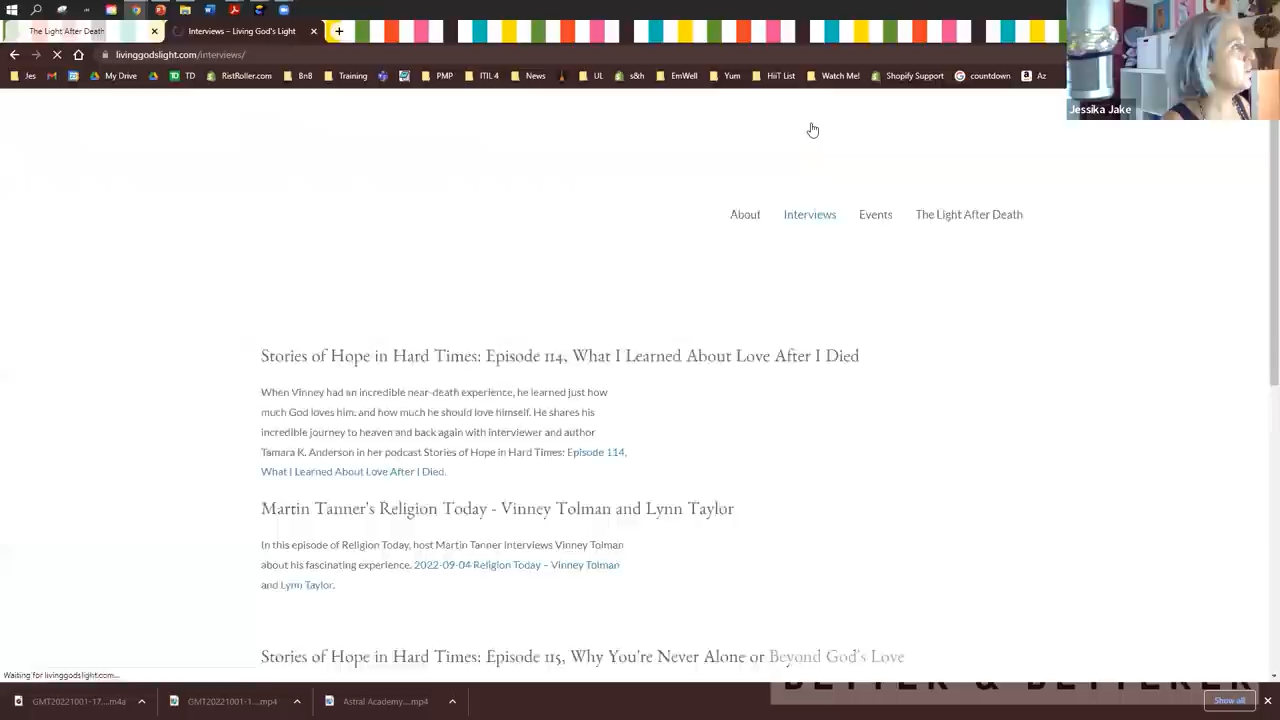 The Light After Death
Interviews – Living God's Light
livinggodslight.com/interviews/
Jes
My Drive
TD
RistRoller.com
BnB
Training
PMP
ITIL 4
News
UL
s&h
EmWell
Yum
HiiT List
Watch Me!
Shopify Support
countdown
Az
Jessika Jake
About
Interviews
Events
The Light After Death
Stories of Hope in Hard Times: Episode 114, What I Learned About Love After I Died
When Vinney had an incredible near-death experience, he learned just how
much God loves him, and how much he should love himself. He shares his
incredible journey to heaven and back again with interviewer and author
Tamara K. Anderson in her podcast Stories of Hope in Hard Times: Episode 114,
What I Learned About Love After I Died.
Martin Tanner's Religion Today - Vinney Tolman and Lynn Taylor
In this episode of Religion Today, host Martin Tanner Interviews Vinney Tolman
about his fascinating experience. 2022-09-04 Religion Today – Vinney Tolman
and Lynn Taylor.
Stories of Hope in Hard Times: Episode 115, Why You're Never Alone or Beyond God's Love
Waiting for livinggodslight.com...
BETTER & BETTERER
GMT20221001-17....m4a
GMT20221001-1....mp4
Astral Academy....mp4
Show all